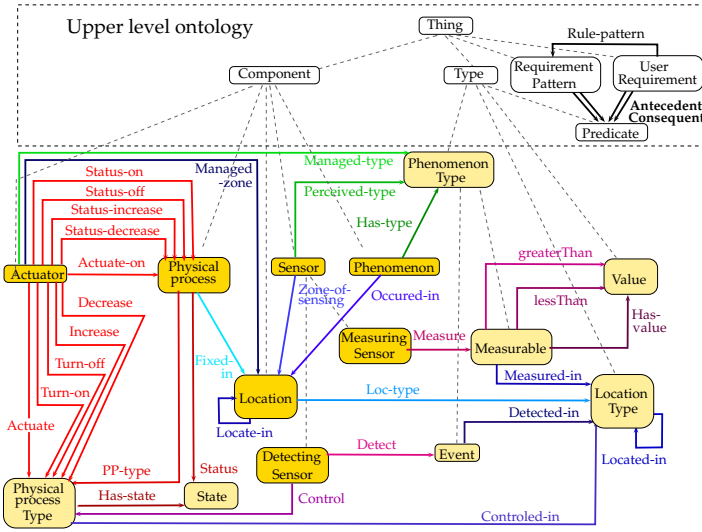 Upper level ontology
Thing
Rule-pattern
Component
Type
Requirement
Pattern
User
Requirement
Antecedent
Consequent
Predicate
Status-on
Managed
-zone
Managed-type
Phenomenon
Type
Status-off
Perceived-type
Status-increase
Has-type
Status-decrease
greaterThan
Actuator
Actuate-on
Physical
process
Sensor
Phenomenon
Value
Zone-of-
sensing
Occured-in
lessThan
Decrease
Has-
value
Increase
Measuring
Sensor
Measure
Measurable
Fixed-
in
Turn-off
Measured-in
Turn-on
Location
Loc-type
Location
Type
Actuate
Locate-in
Detected-in
Detect
Event
Located-in
PP-type
Status
Detecting
Sensor
Physical
process
Type
Has-state
State
Control
Controled-in